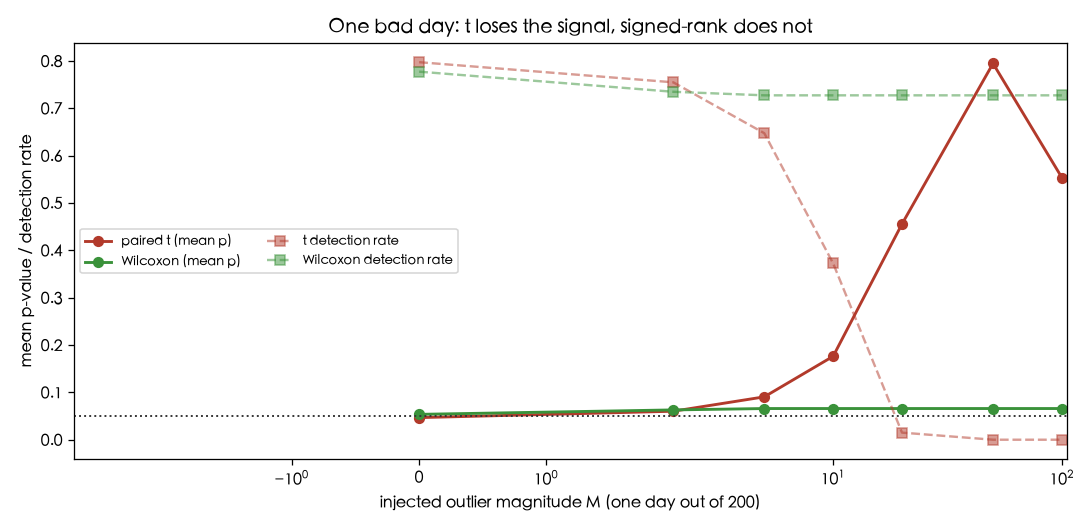 One bad day: t loses the signal, signed-rank does not
mean p-value / detection rate
0.8
0.7
0.6
0.5
0.4
0.3
0.2
0.1
0.0
paired t (mean p)
Wilcoxon (mean p)
t detection rate
Wilcoxon detection rate
−10⁰ 0 10⁰ 10¹ 10²
injected outlier magnitude M (one day out of 200)